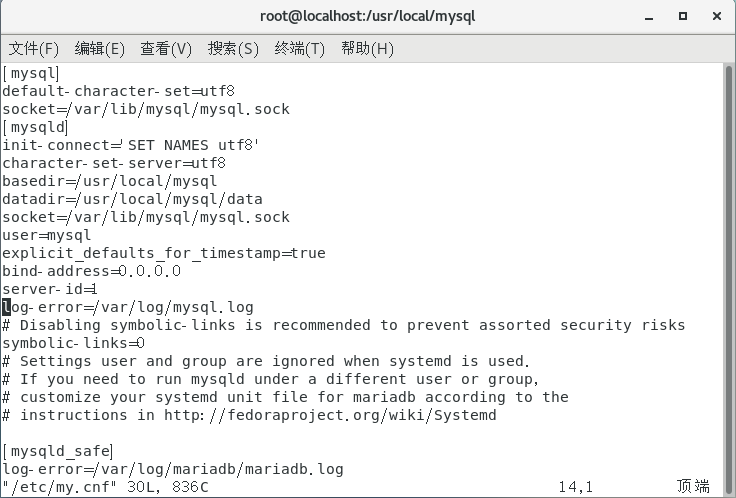 root@localhost:/usr/local/mysql
文件(F) 编辑(E) 查看(V) 搜索(S) 终端(T) 帮助(H)
[mysql]
default-character-set=utf8
socket=/var/lib/mysql/mysql.sock
[mysqld]
init-connect='SET NAMES utf8'
character-set-server=utf8
basedir=/usr/local/mysql
datadir=/usr/local/mysql/data
socket=/var/lib/mysql/mysql.sock
user=mysql
explicit_defaults_for_timestamp=true
bind-address=0.0.0.0
server-id=1
log-error=/var/log/mysql.log
# Disabling symbolic-links is recommended to prevent assorted security risks
symbolic-links=0
# Settings user and group are ignored when systemd is used.
# If you need to run mysqld under a different user or group,
# customize your systemd unit file for mariadb according to the
# instructions in http://fedoraproject.org/wiki/Systemd
[mysqld_safe]
log-error=/var/log/mariadb/mariadb.log
"/etc/my.cnf" 30L, 836C 14,1 顶端